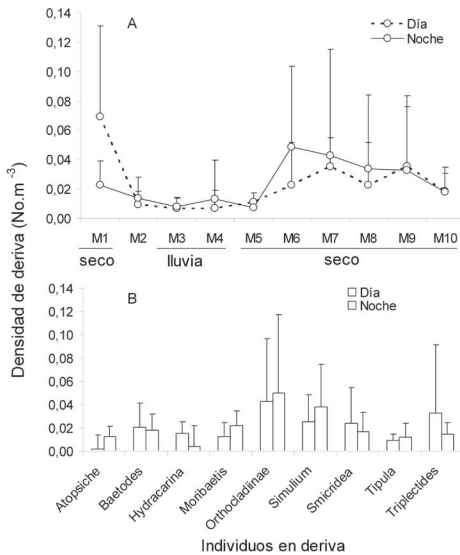 A
Día
Noche
0,14
0,12
0,10
0,08
0,06
0,04
0,02
0,00
M1 M2 M3 M4 M5 M6 M7 M8 M9 M10
seco lluvia seco
Densidad de deriva (No.m⁻³)
B
Día
Noche
0,14
0,12
0,10
0,08
0,06
0,04
0,02
0,00
Atopsiche Baetodes Hydracarina Moribaetis Orthocladiinae Simulium Smicridea Tipula Triplectides
Individuos en deriva